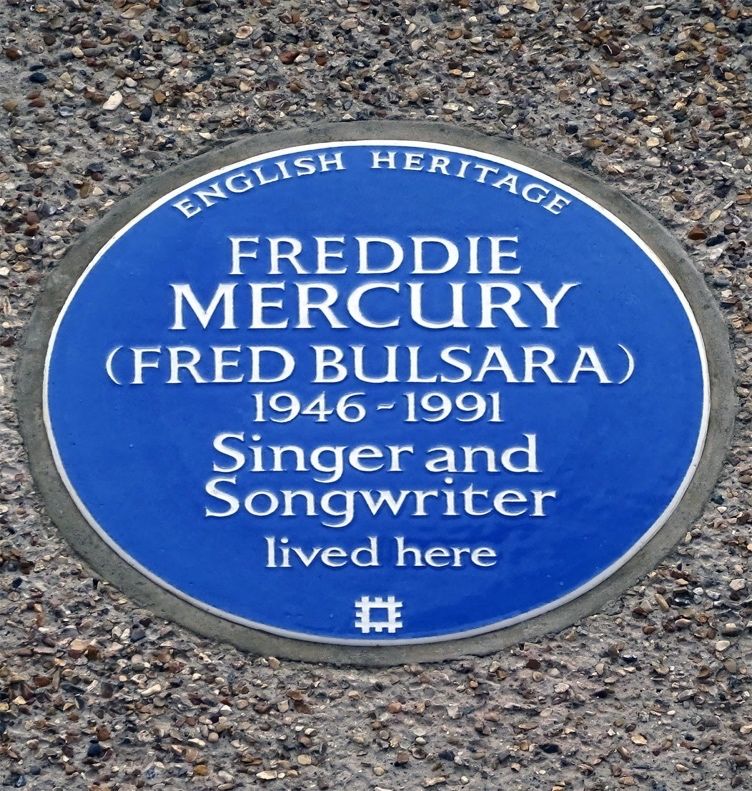 ENGLISH HERITAGE
FREDDIE
MERCURY
(FRED BULSARA)
1946-1991
Singer and
Songwriter
lived here